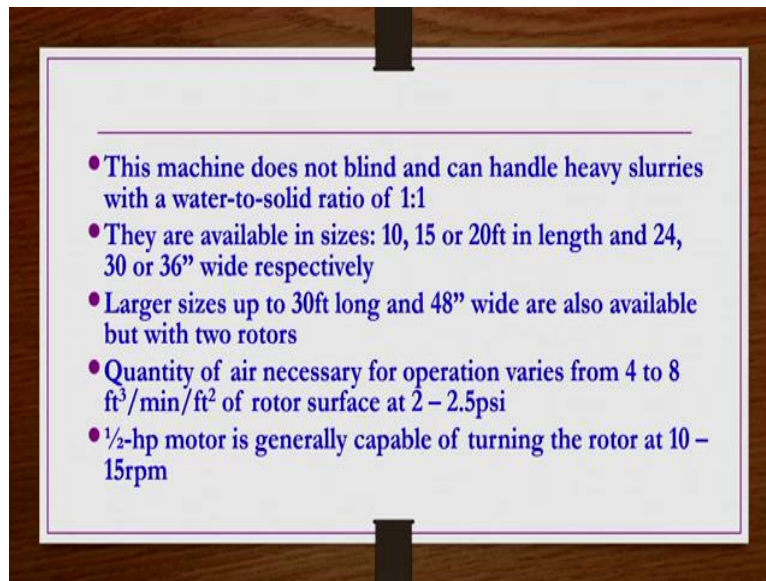 •This machine does not blind and can handle heavy slurries
with a water-to-solid ratio of 1:1
•They are available in sizes: 10, 15 or 20ft in length and 24,
30 or 36” wide respectively
•Larger sizes up to 30ft long and 48” wide are also available
but with two rotors
•Quantity of air necessary for operation varies from 4 to 8
ft³/min/ft² of rotor surface at 2 – 2.5psi
•½-hp motor is generally capable of turning the rotor at 10 –
15rpm